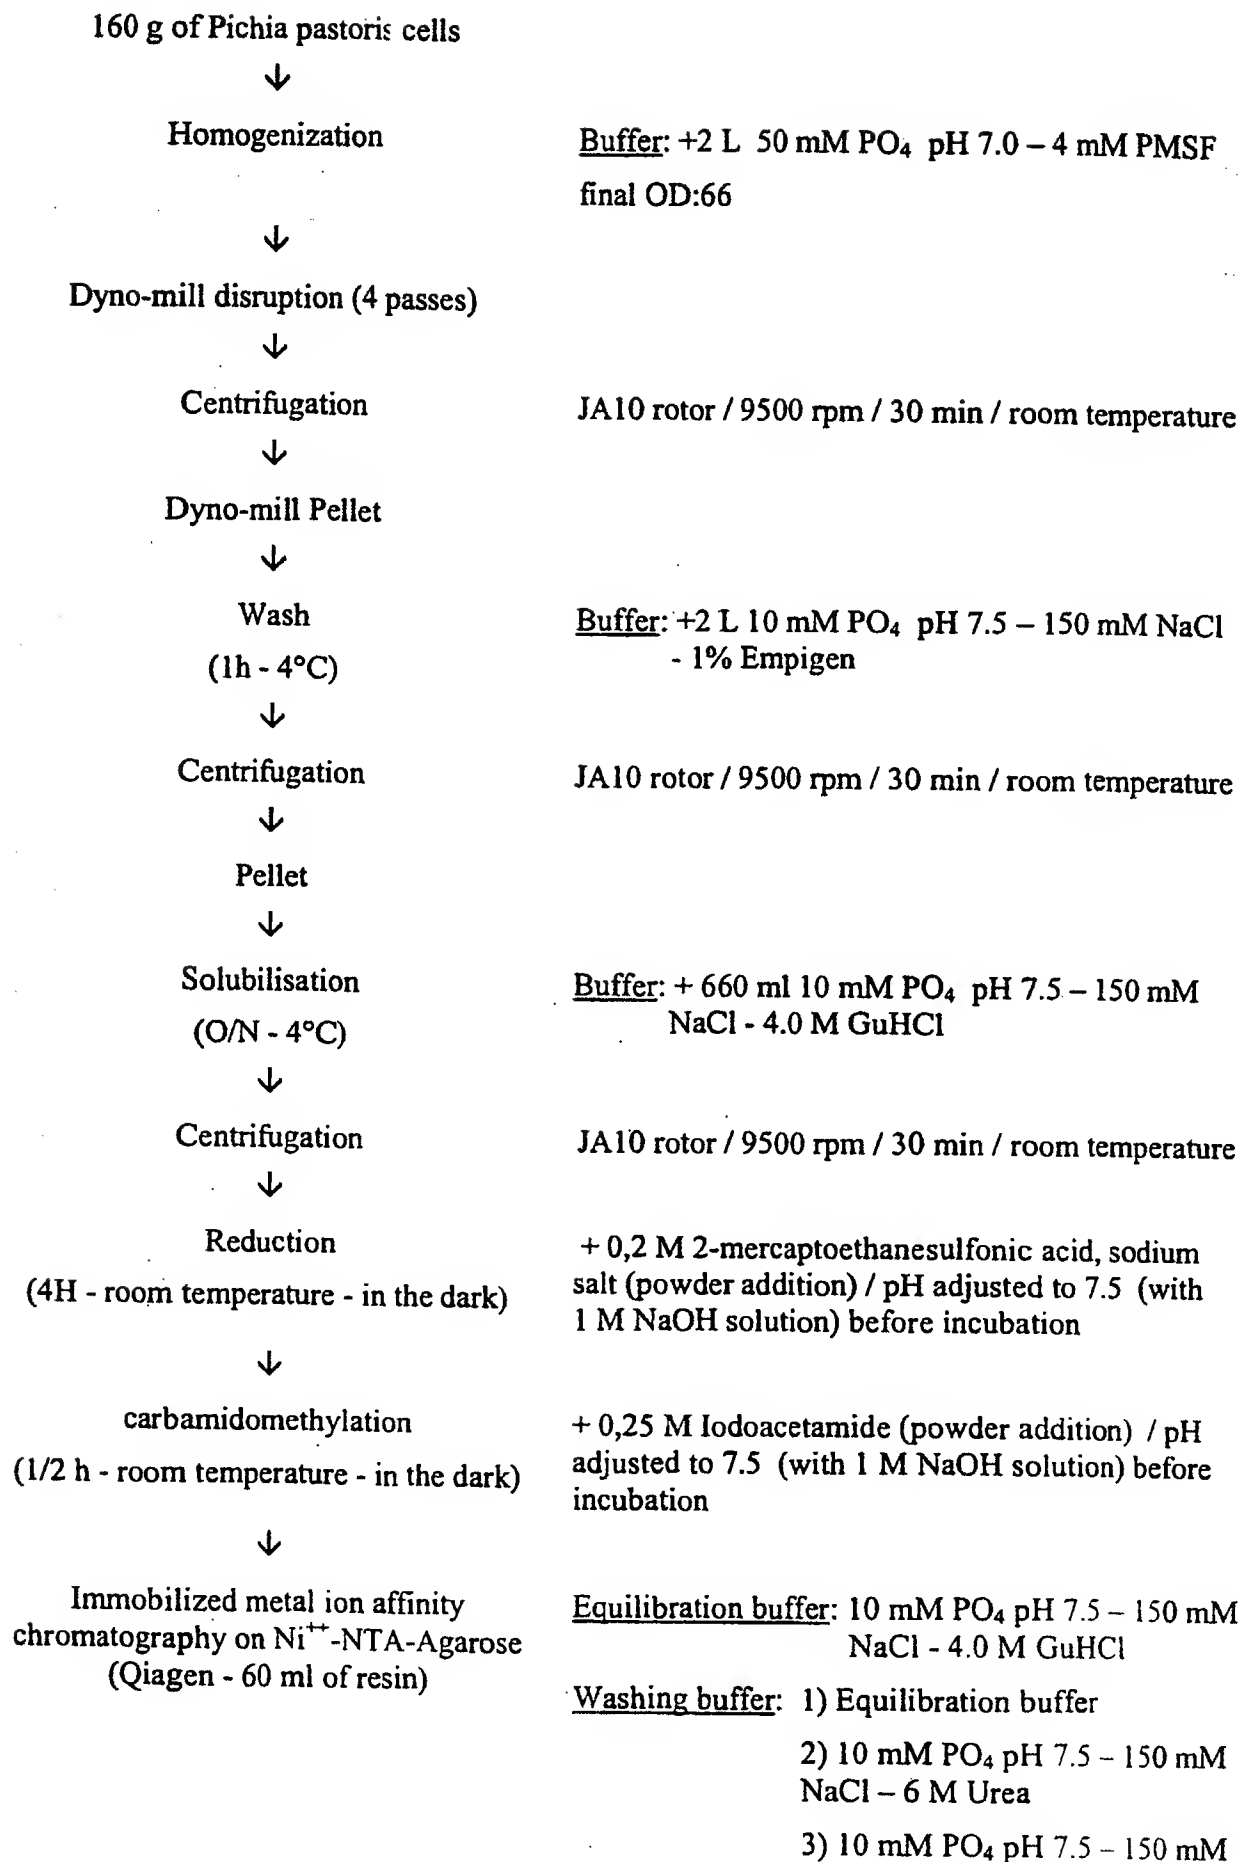 160 g of Pichia pastoris cells
↓
Homogenization
Buffer: +2 L 50 mM PO₄ pH 7.0 – 4 mM PMSF
final OD:66
↓
Dyno-mill disruption (4 passes)
↓
Centrifugation
JA10 rotor / 9500 rpm / 30 min / room temperature
↓
Dyno-mill Pellet
↓
Wash
(1h - 4°C)
Buffer: +2 L 10 mM PO₄ pH 7.5 – 150 mM NaCl
- 1% Empigen
↓
Centrifugation
JA10 rotor / 9500 rpm / 30 min / room temperature
↓
Pellet
↓
Solubilisation
(O/N - 4°C)
Buffer: + 660 ml 10 mM PO₄ pH 7.5 – 150 mM
NaCl - 4.0 M GuHCl
↓
Centrifugation
JA10 rotor / 9500 rpm / 30 min / room temperature
↓
Reduction
(4H - room temperature - in the dark)
+ 0,2 M 2-mercaptoethanesulfonic acid, sodium
salt (powder addition) / pH adjusted to 7.5 (with
1 M NaOH solution) before incubation
↓
carbamidomethylation
(1/2 h - room temperature - in the dark)
+ 0,25 M Iodoacetamide (powder addition) / pH
adjusted to 7.5 (with 1 M NaOH solution) before
incubation
↓
Immobilized metal ion affinity
chromatography on Ni⁺⁺-NTA-Agarose
(Qiagen - 60 ml of resin)
Equilibration buffer: 10 mM PO₄ pH 7.5 – 150 mM
NaCl - 4.0 M GuHCl
Washing buffer: 1) Equilibration buffer
2) 10 mM PO₄ pH 7.5 – 150 mM
NaCl – 6 M Urea
3) 10 mM PO₄ pH 7.5 – 150 mM